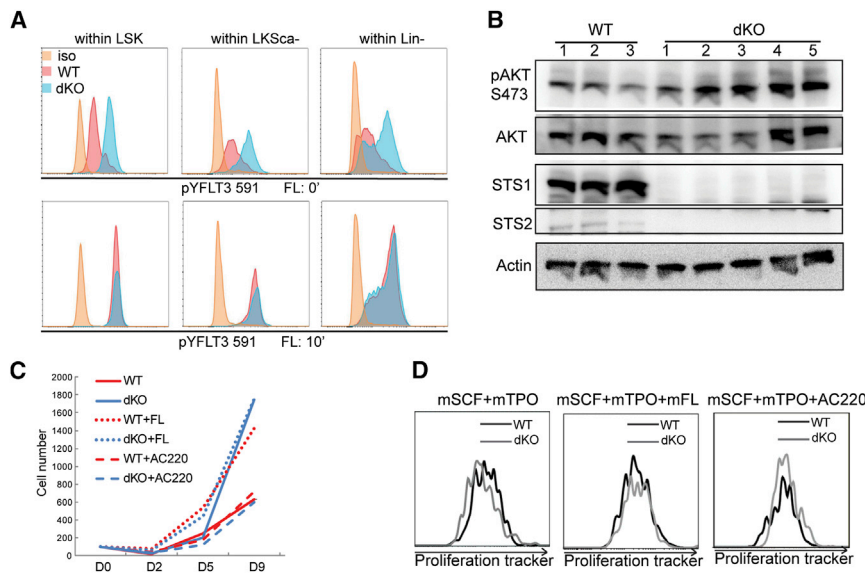 A
within LSK
within LKSca-
within Lin-
iso
WT
dKO
pYFLT3 591
FL: 0'
pYFLT3 591
FL: 10'
B
WT
dKO
1 2 3 1 2 3 4 5
pAKT
S473
AKT
STS1
STS2
Actin
C
Cell number
2000
1800
1600
1400
1200
1000
800
600
400
200
0
D0 D2 D5 D9
WT
dKO
WT+FL
dKO+FL
WT+AC220
dKO+AC220
D
mSCF+mTPO
mSCF+mTPO+mFL
mSCF+mTPO+AC220
WT
dKO
WT
dKO
WT
dKO
Proliferation tracker
Proliferation tracker
Proliferation tracker